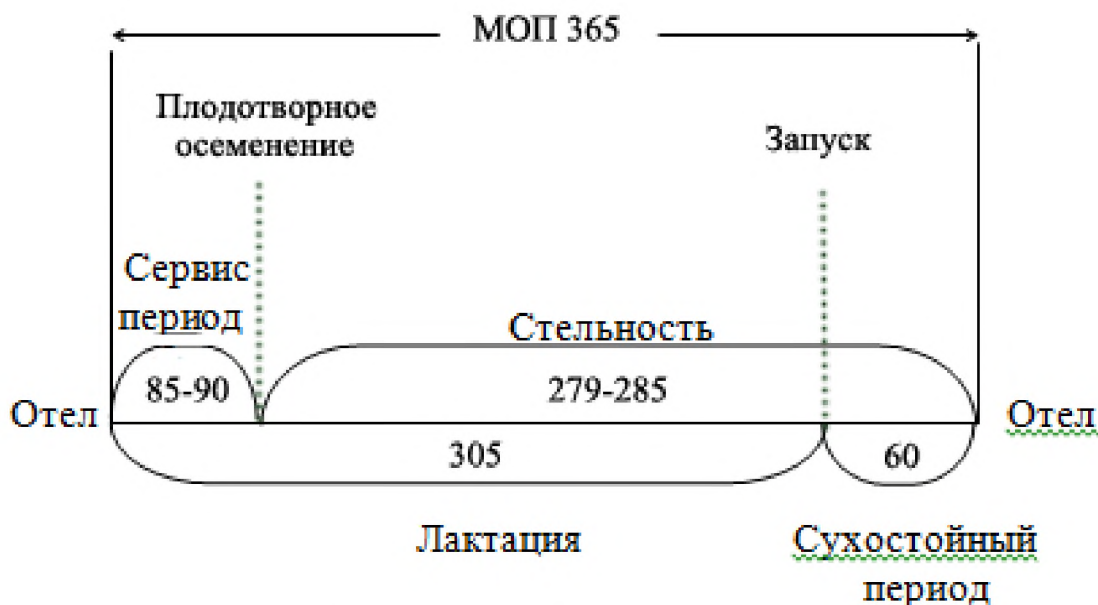 МОП 365
Плодотворное
осеменение
Запуск
Сервис
период
Стельность
85-90
279-285
Отел
Отел
305
60
Лактация
Сухостойный
период